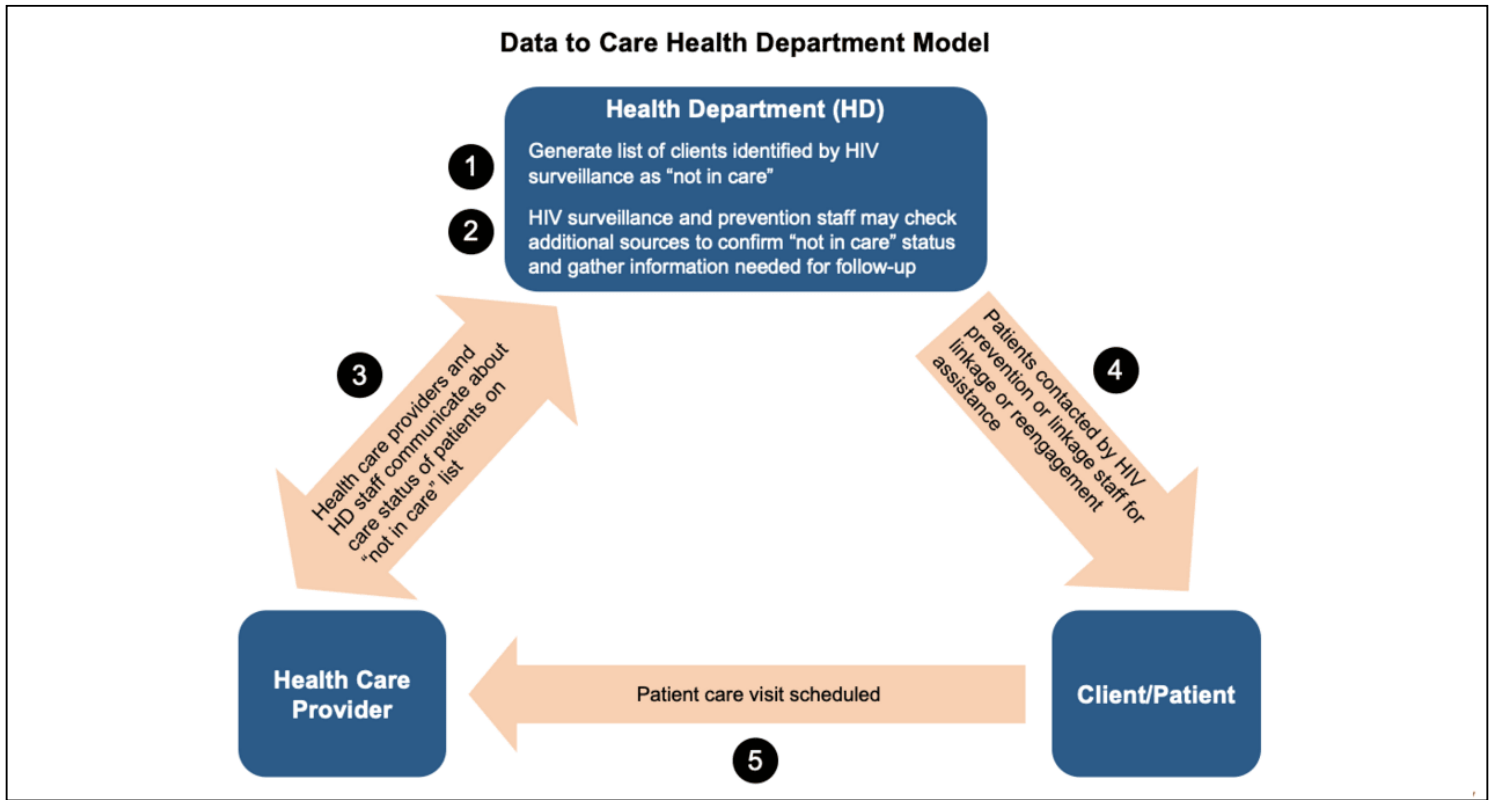 Data to Care Health Department Model
Health Department (HD)
1
Generate list of clients identified by HIV
surveillance as “not in care”
2
HIV surveillance and prevention staff may check
additional sources to confirm “not in care” status
and gather information needed for follow-up
3
Health care providers and
HD staff communicate about
care status of patients on
“not in care” list
4
Patients contacted by HIV
prevention or linkage staff for
linkage or reengagement
assistance
Health Care
Provider
Patient care visit scheduled
5
Client/Patient